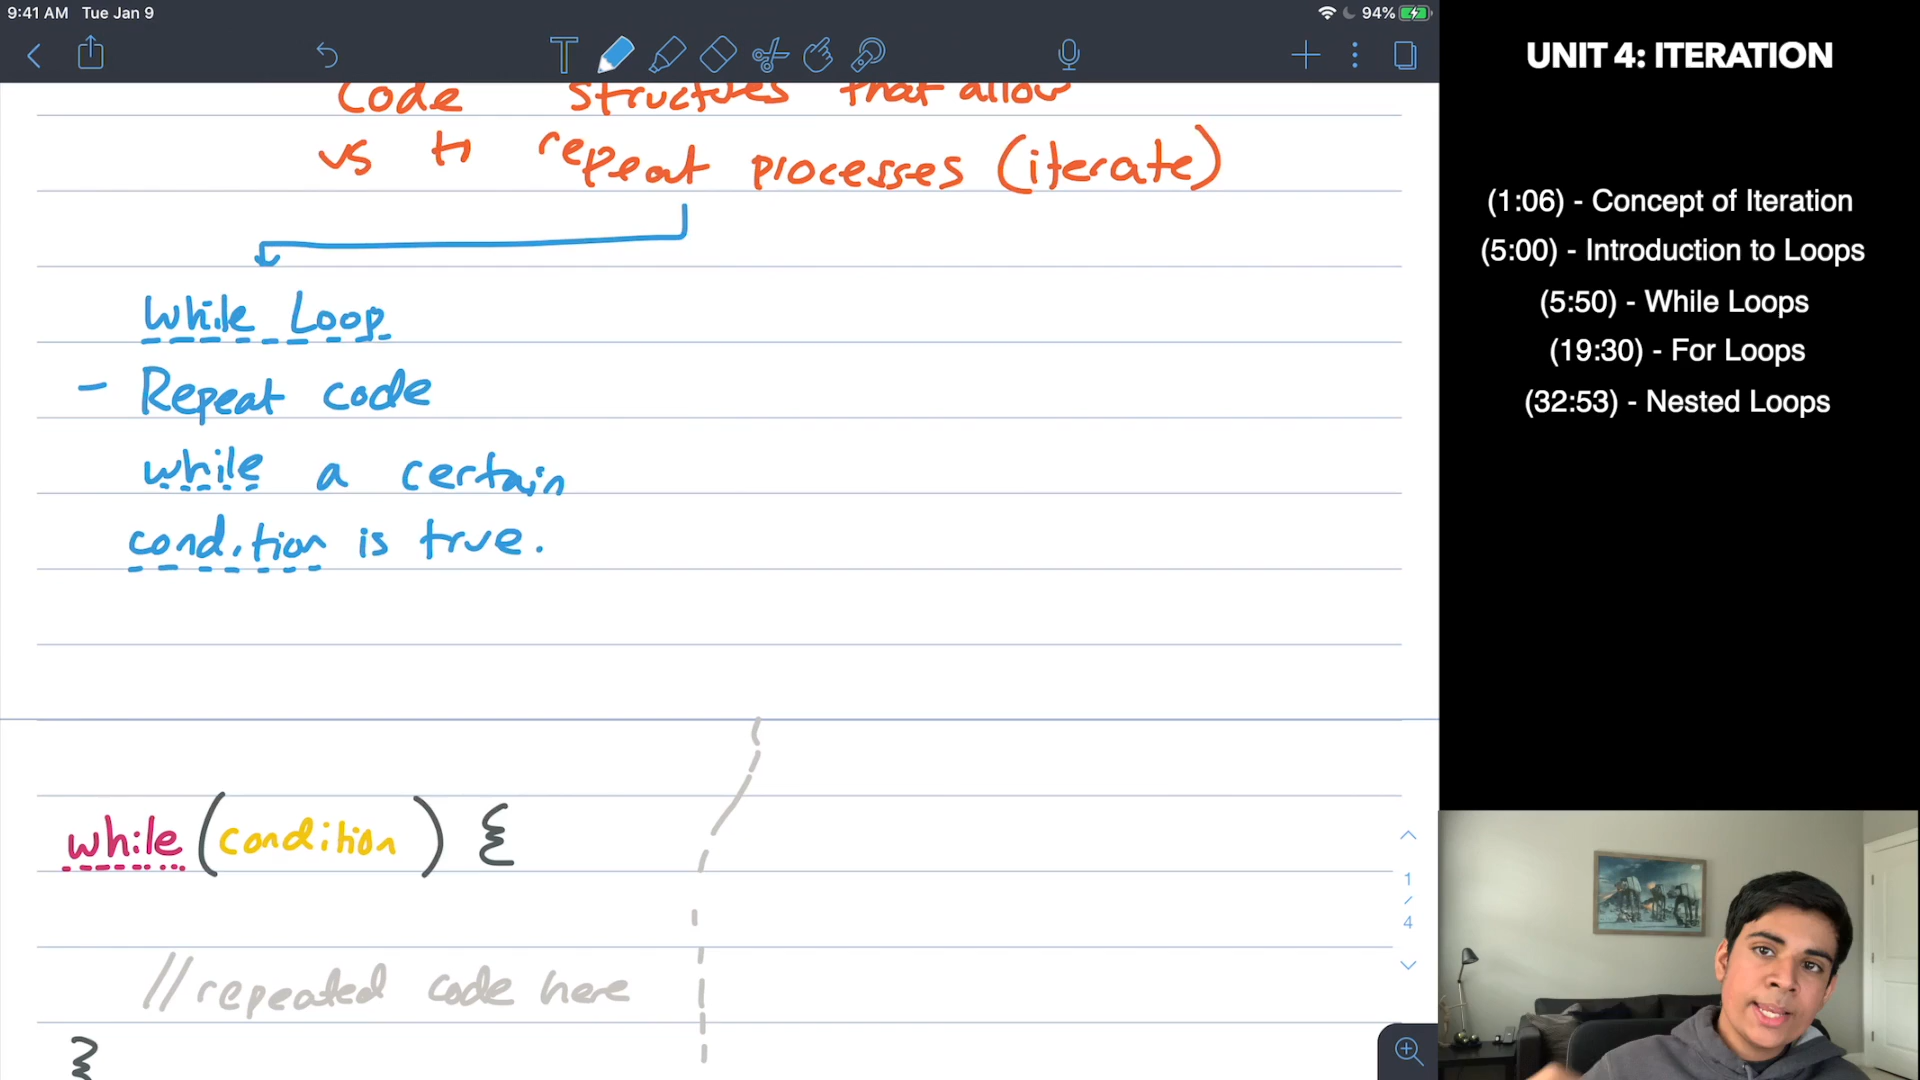 9:41 AM Tue Jan 9
94%
Code structures that allow
us to repeat processes (iterate)
While Loop
- Repeat code
while a certain
condition is true.
while (condition) {
// repeated code here
}
1
/
4
UNIT 4: ITERATION
(1:06) - Concept of Iteration
(5:00) - Introduction to Loops
(5:50) - While Loops
(19:30) - For Loops
(32:53) - Nested Loops